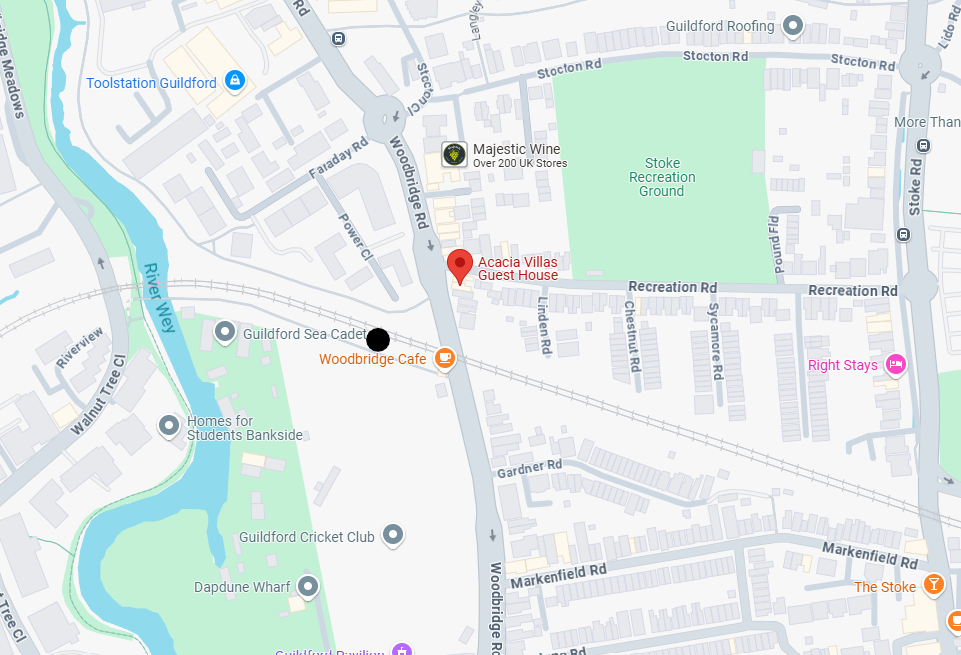 Rd
Langley
Guildford Roofing
Lido Rd
Stocton Rd
Stocton Rd
Stocton Rd
Toolstation Guildford
Stocton Cl
More Than
Faraday Rd
Woodbridge Rd
Majestic Wine
Over 200 UK Stores
Stoke
Recreation
Ground
Stoke Rd
Power Cl
Pound Fld
Acacia Villas
Guest House
River Wey
Recreation Rd
Recreation Rd
Linden Rd
Chestnut Rd
Sycamore Rd
Guildford Sea Cadet
Riverview
Woodbridge Cafe
Right Stays
Walnut Tree Cl
Homes for
Students Bankside
Gardner Rd
Guildford Cricket Club
Markenfield Rd
Markenfield Rd
Woodbridge Rd
Dapdune Wharf
The Stoke
Tree Cl
Guildford Pavilion
Rd
Meadows